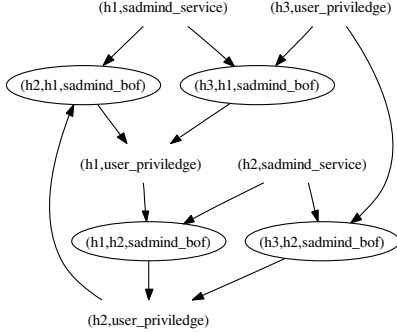 (h1,sadmind_service)
(h3,user_priviledge)
(h2,h1,sadmind_bof)
(h3,h1,sadmind_bof)
(h1,user_priviledge)
(h2,sadmind_service)
(h1,h2,sadmind_bof)
(h3,h2,sadmind_bof)
(h2,user_priviledge)